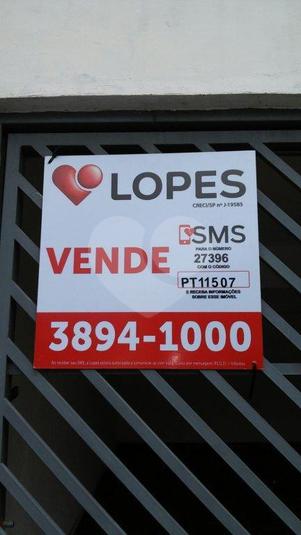 LOPES
CRECI/SP nº J-19585
VENDE
SMS
PARA O NÚMERO
27396
COM O CÓDIGO
PT11507
E RECEBA INFORMAÇÕES
SOBRE ESSE IMÓVEL
3894-1000